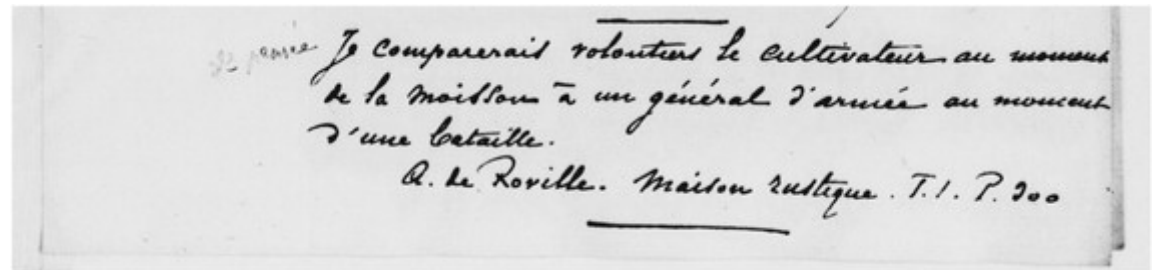 Je comparerais volontiers le cultivateur au moment
de la moisson à un général d'armée au moment
d'une bataille.
A. de Roville. Maison rustique. T. 1. P. 300